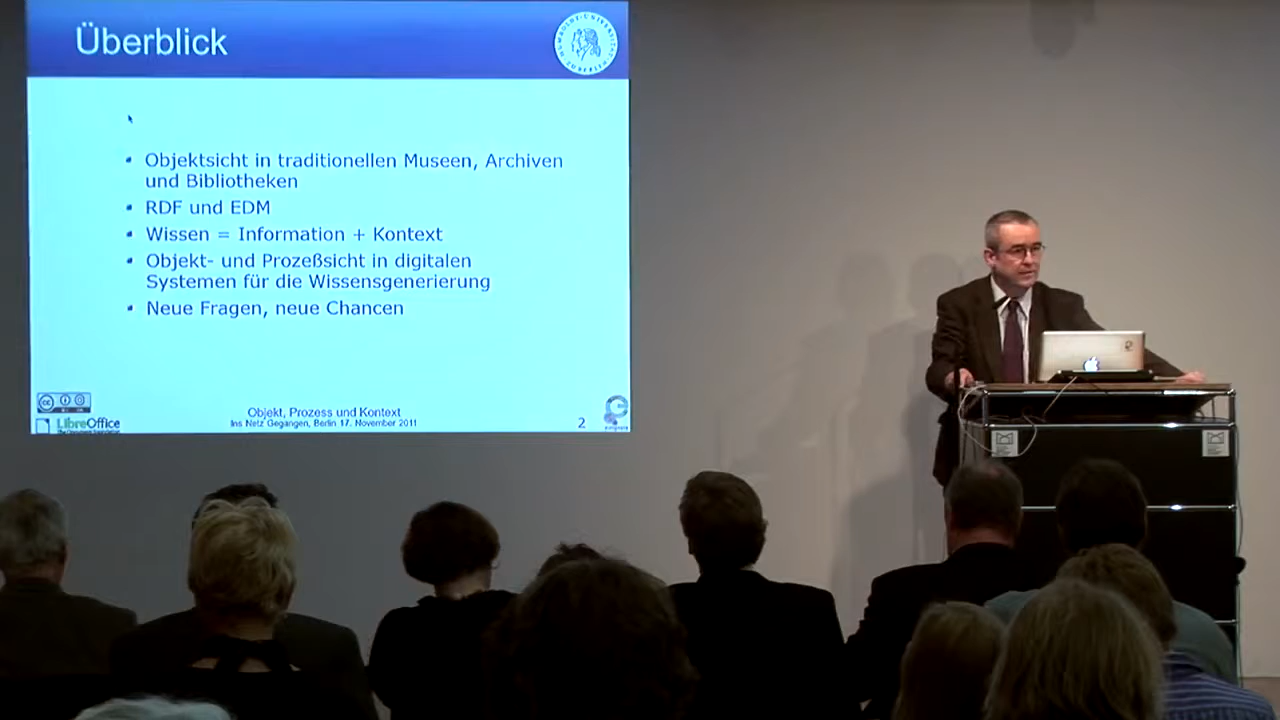 Überblick
Objektsicht in traditionellen Museen, Archiven
und Bibliotheken
RDF und EDM
Wissen = Information + Kontext
Objekt- und Prozeßsicht in digitalen
Systemen für die Wissensgenerierung
Neue Fragen, neue Chancen
Objekt, Prozess und Kontext
Ins Netz Gegangen, Berlin 17. November 2011
2
cc
LibreOffice